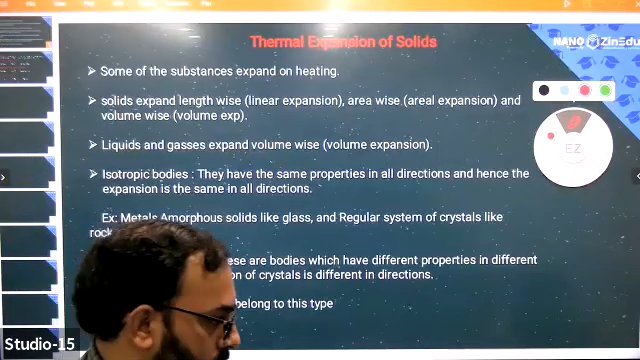 Thermal Expansion of Solids
NANO ZinEdu
➢ Some of the substances expand on heating.
➢ solids expand length wise (linear expansion), area wise (areal expansion) and
volume wise (volume exp).
➢ Liquids and gasses expand volume wise (volume expansion).
EZ
➢ Isotropic bodies : They have the same properties in all directions and hence the
expansion is the same in all directions.
Ex: Metals Amorphous solids like glass, and Regular system of crystals like
rock
ese are bodies which have different properties in different
on of crystals is different in directions.
belong to this type
Studio-15